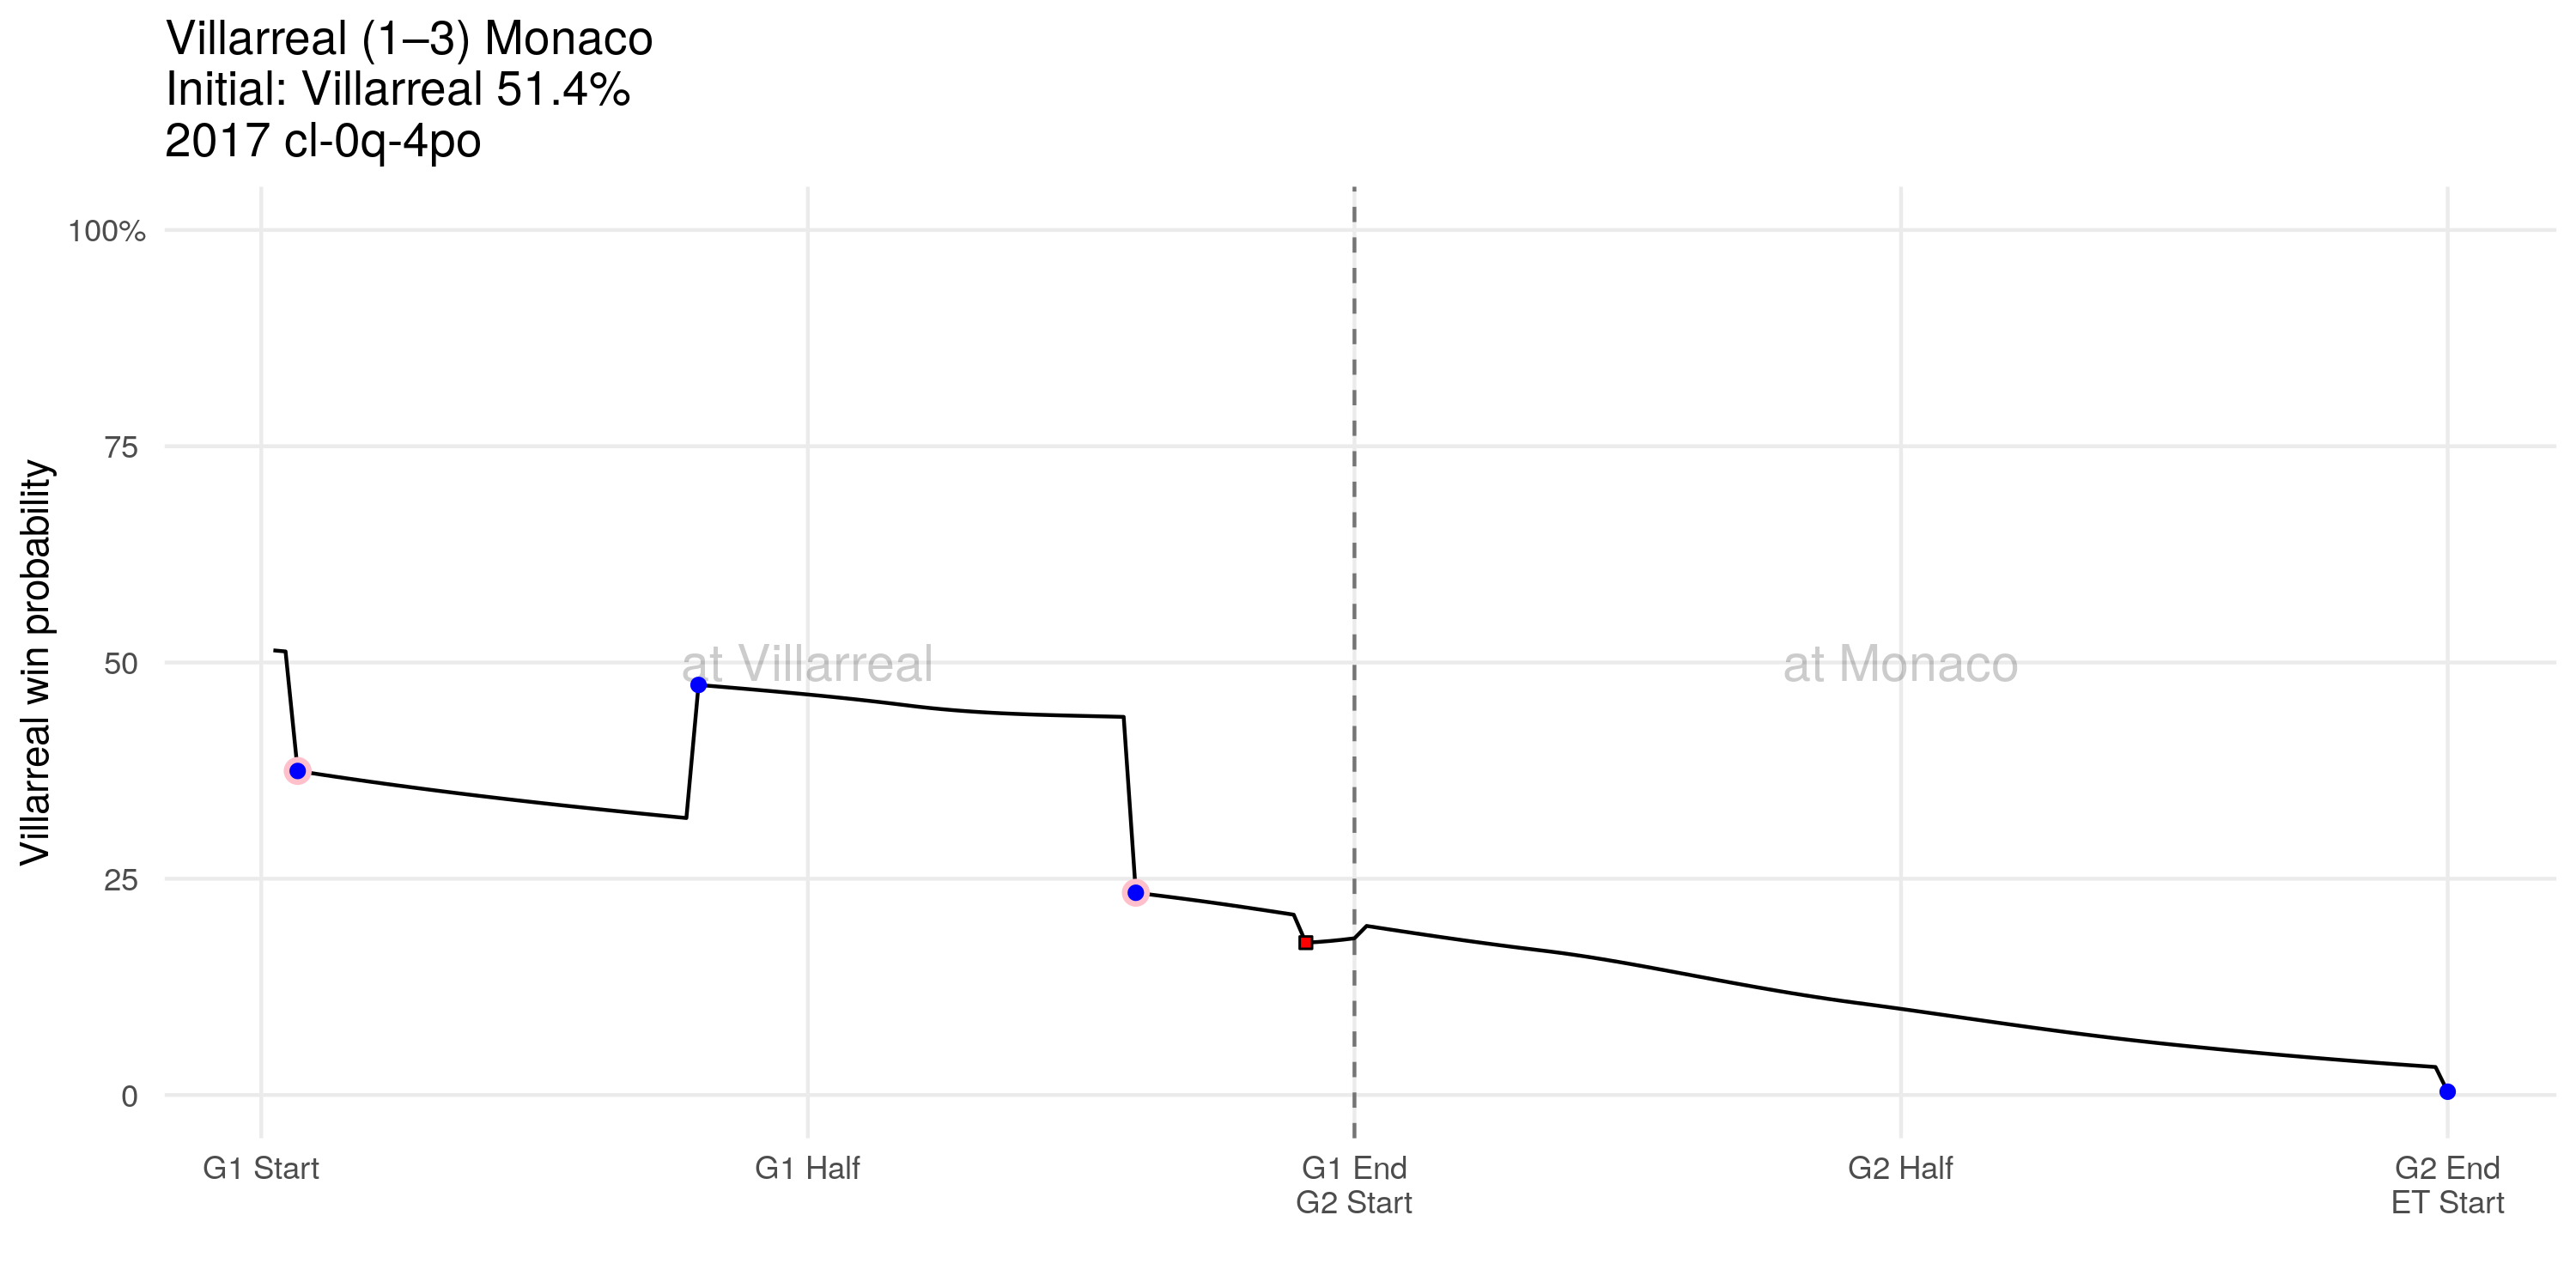 Villarreal (1–3) Monaco
Initial: Villarreal 51.4%
2017 cl-0q-4po
Villarreal win probability
100%
75
50
25
0
at Villarreal
at Monaco
G1 Start
G1 Half
G1 End
G2 Start
G2 Half
G2 End
ET Start